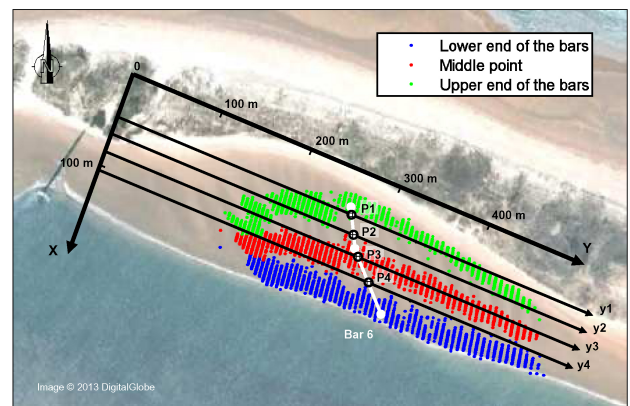 N
0
Lower end of the bars
Middle point
Upper end of the bars
100 m
200 m
300 m
400 m
100 m
X
Y
P1
P2
P3
P4
y1
y2
y3
y4
Bar 6
Image © 2013 DigitalGlobe